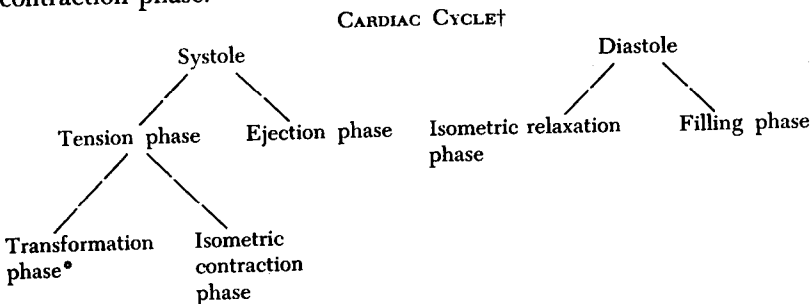 contraction phase.
CARDIAC CYCLE†
Systole
Diastole
Tension phase
Ejection phase
Isometric relaxation
phase
Filling phase
Transformation
phase*
Isometric
contraction
phase